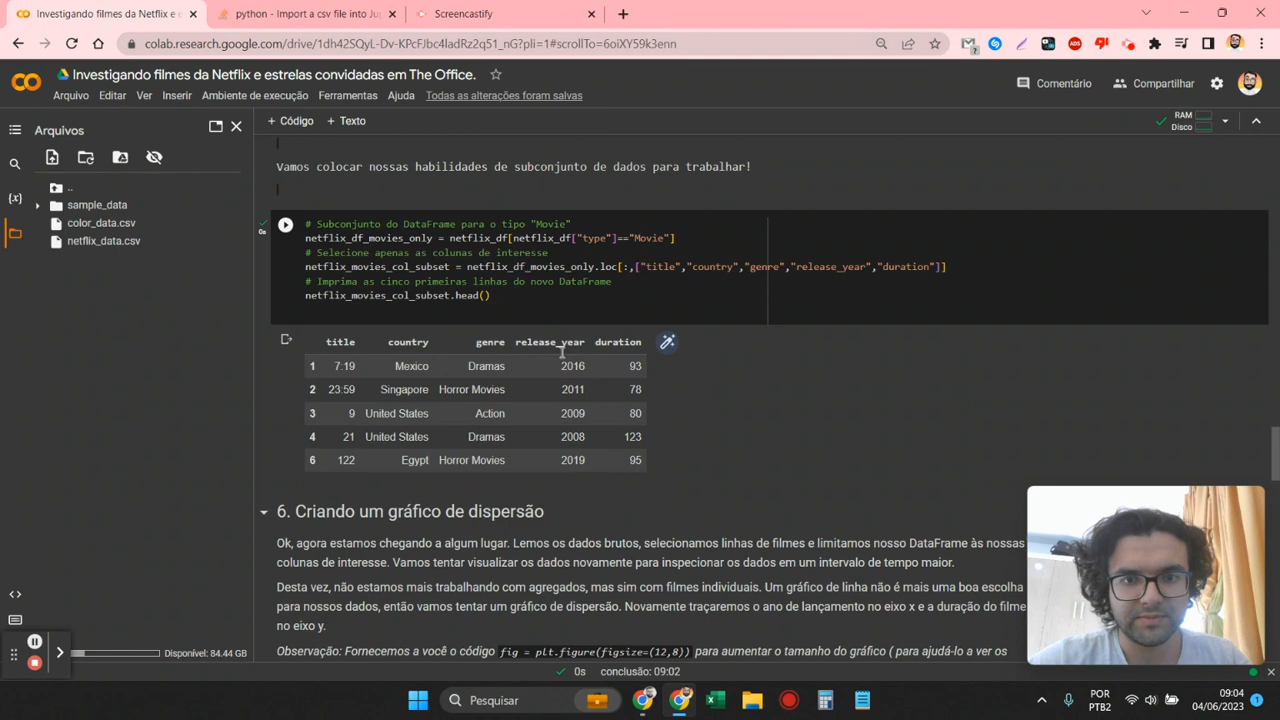 Investigando filmes da Netflix e e
python - Import a csv file into Ju
Screencastify
colab.research.google.com/drive/1dh42SQyL-Dv-KPcFJbc4ladRz2q51_nG?pli=1#scrollTo=6oiXY59k3enn
Investigando filmes da Netflix e estrelas convidadas em The Office.
Arquivo Editar Ver Inserir Ambiente de execução Ferramentas Ajuda Todas as alterações foram salvas
Comentário Compartilhar
Arquivos
+ Código + Texto
RAM
Disco
..
sample_data
color_data.csv
netflix_data.csv
Vamos colocar nossas habilidades de subconjunto de dados para trabalhar!
0s
# Subconjunto do DataFrame para o tipo "Movie"
netflix_df_movies_only = netflix_df[netflix_df["type"]=="Movie"]
# Selecione apenas as colunas de interesse
netflix_movies_col_subset = netflix_df_movies_only.loc[:,["title","country","genre","release_year","duration"]]
# Imprima as cinco primeiras linhas do novo DataFrame
netflix_movies_col_subset.head()
title country genre release_year duration
1 7:19 Mexico Dramas 2016 93
2 23:59 Singapore Horror Movies 2011 78
3 9 United States Action 2009 80
4 21 United States Dramas 2008 123
6 122 Egypt Horror Movies 2019 95
6. Criando um gráfico de dispersão
Ok, agora estamos chegando a algum lugar. Lemos os dados brutos, selecionamos linhas de filmes e limitamos nosso DataFrame às nossas
colunas de interesse. Vamos tentar visualizar os dados novamente para inspecionar os dados em um intervalo de tempo maior.
Desta vez, não estamos mais trabalhando com agregados, mas sim com filmes individuais. Um gráfico de linha não é mais uma boa escolha
para nossos dados, então vamos tentar um gráfico de dispersão. Novamente traçaremos o ano de lançamento no eixo x e a duração do filme
no eixo y.
Observação: Fornecemos a você o código fig = plt.figure(figsize=(12,8)) para aumentar o tamanho do gráfico ( para ajudá-lo a ver os
Disponível: 84.44 GB
0s conclusão: 09:02
Pesquisar
POR
PTB2
09:04
04/06/2023